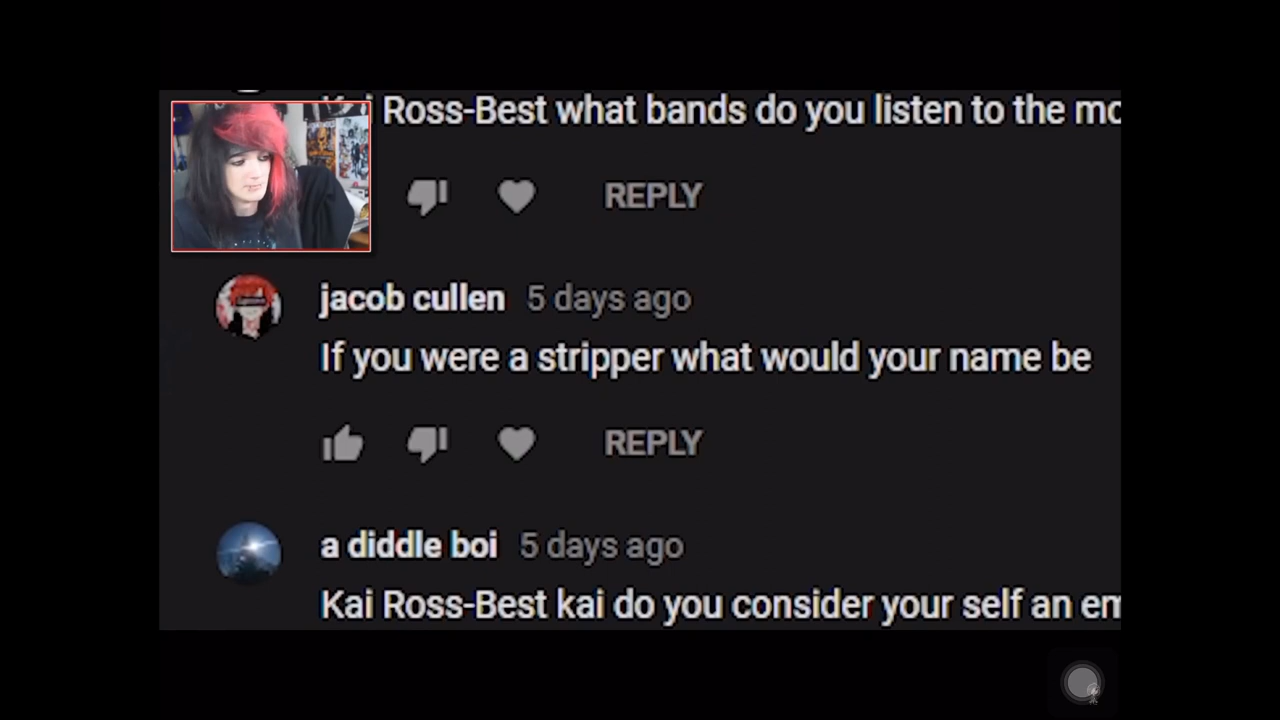 Kai Ross-Best what bands do you listen to the mo
REPLY
jacob cullen 5 days ago
If you were a stripper what would your name be
REPLY
a diddle boi 5 days ago
Kai Ross-Best kai do you consider your self an em